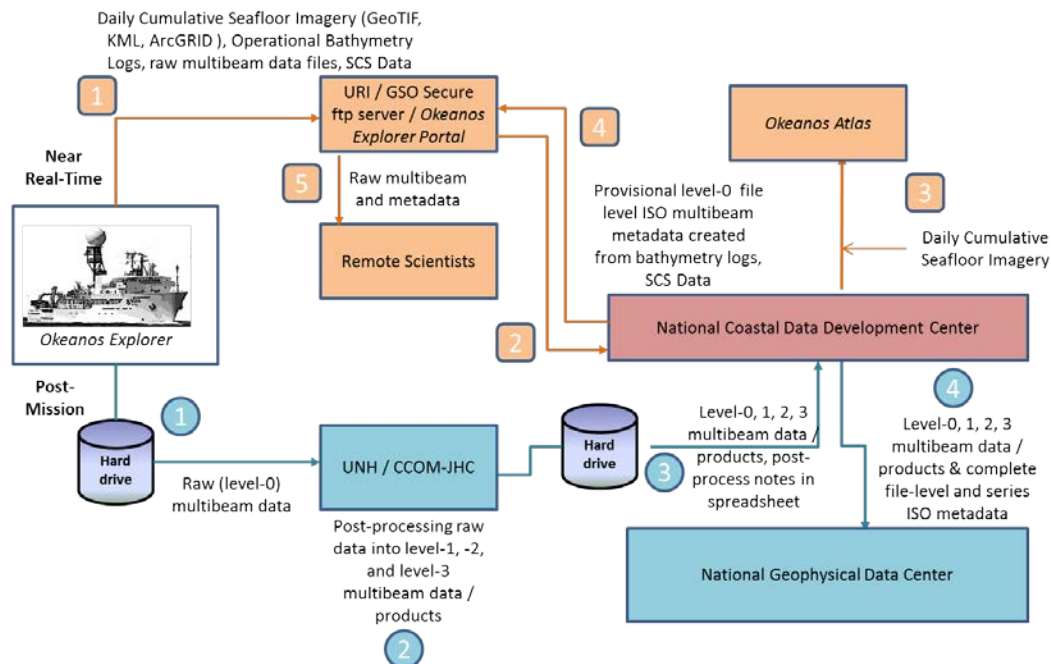 Daily Cumulative Seafloor Imagery (GeoTIF,
KML, ArcGRID ), Operational Bathymetry
Logs, raw multibeam data files, SCS Data
1
URI / GSO Secure
ftp server / Okeanos
Explorer Portal
4
Okeanos Atlas
Near
Real-Time
5
Raw multibeam
and metadata
Provisional level-0 file
level ISO multibeam
metadata created
from bathymetry logs,
SCS Data
3
Daily Cumulative
Seafloor Imagery
Remote Scientists
Okeanos Explorer
2
National Coastal Data Development Center
Post-
Mission
1
Hard
drive
Raw (level-0)
multibeam data
UNH / CCOM-JHC
Hard
drive
3
Level-0, 1, 2, 3
multibeam data /
products, post-
process notes in
spreadsheet
4
Level-0, 1, 2, 3
multibeam data /
products & complete
file-level and series
ISO metadata
Post-processing raw
data into level-1, -2,
and level-3
multibeam data /
products
2
National Geophysical Data Center